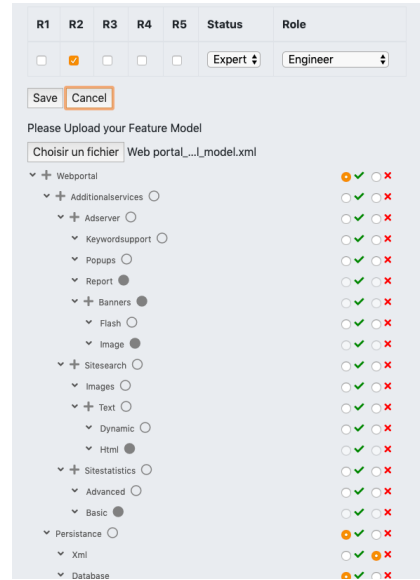 R1 R2 R3 R4 R5 Status Role
Expert Engineer
Save Cancel
Please Upload your Feature Model
Choisir un fichier Web portal_...l_model.xml
Webportal
Additionalservices
Adserver
Keywordsupport
Popups
Report
Banners
Flash
Image
Sitesearch
Images
Text
Dynamic
Html
Sitestatistics
Advanced
Basic
Persistance
Xml
Database